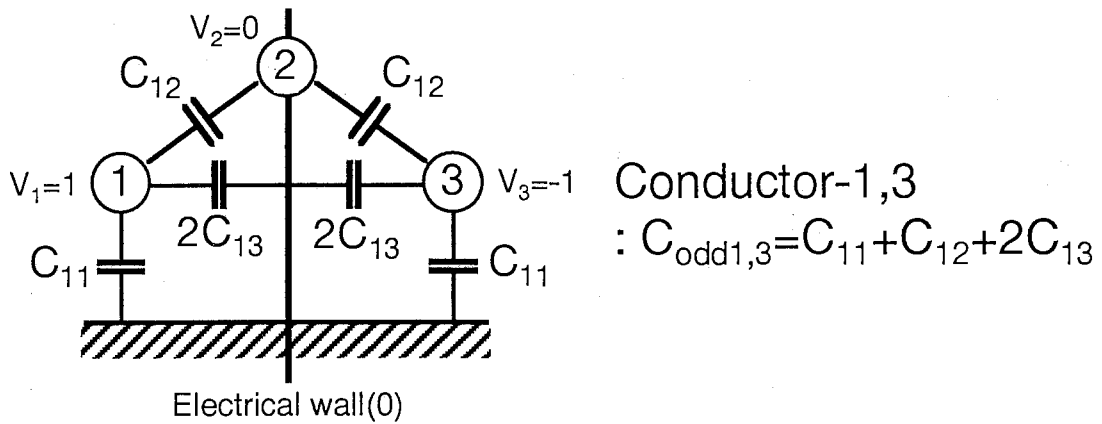 V₂=0
2
C₁₂ C₁₂
V₁=1 1 3 V₃=-1
2C₁₃ 2C₁₃
C₁₁ C₁₁
Electrical wall(0)
Conductor-1,3
: Codd1,3=C₁₁+C₁₂+2C₁₃